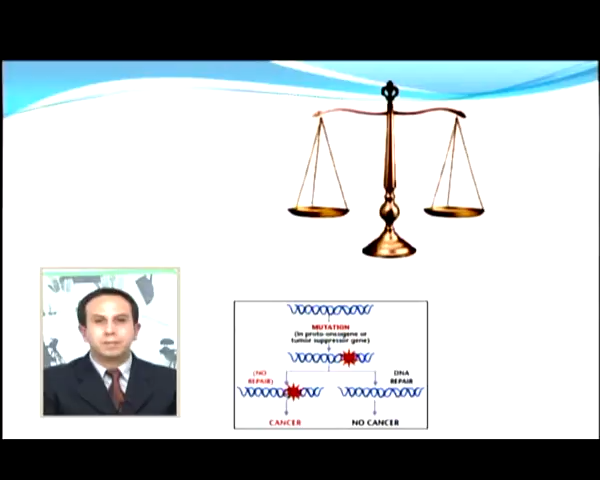 MUTATION
(In proto-oncogene or
tumor suppressor gene)
(NO
REPAIR)
DNA
REPAIR
CANCER
NO CANCER